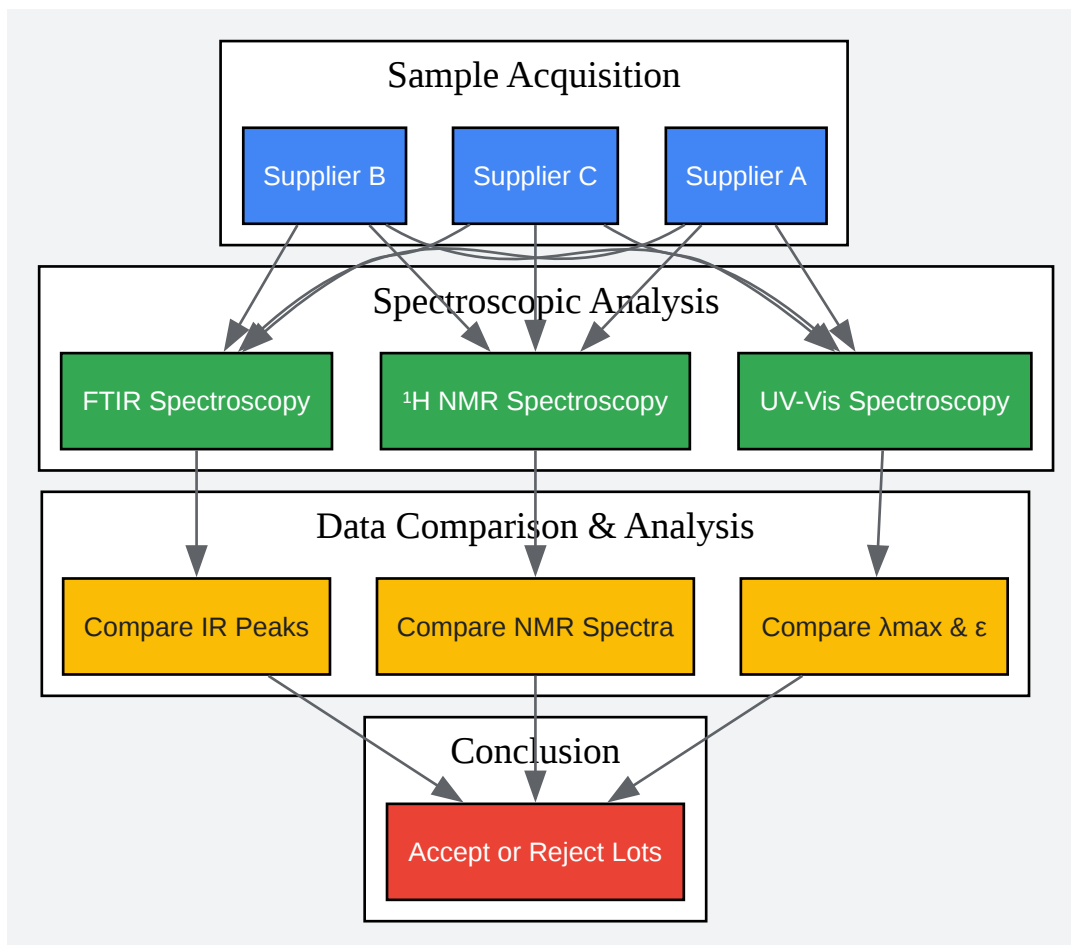 Sample Acquisition
Supplier B
Supplier C
Supplier A
Spectroscopic Analysis
FTIR Spectroscopy
¹H NMR Spectroscopy
UV-Vis Spectroscopy
Data Comparison & Analysis
Compare IR Peaks
Compare NMR Spectra
Compare λmax & ε
Conclusion
Accept or Reject Lots